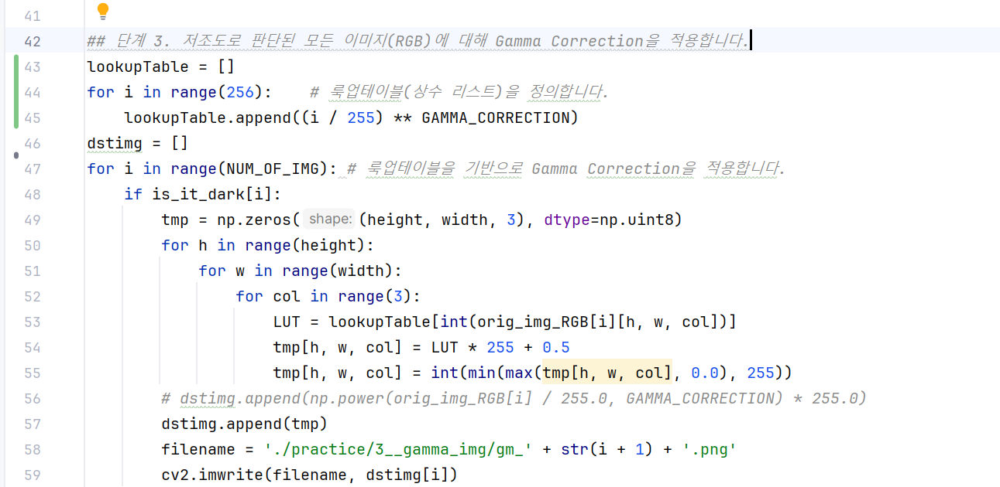 41
42 ## 단계 3. 저조도로 판단된 모든 이미지(RGB)에 대해 Gamma Correction을 적용합니다.
43 lookupTable = []
44 for i in range(256):    # 룩업테이블(상수 리스트)을 정의합니다.
45     lookupTable.append((i / 255) ** GAMMA_CORRECTION)
46 dstimg = []
47 for i in range(NUM_OF_IMG): # 룩업테이블을 기반으로 Gamma Correction을 적용합니다.
48     if is_it_dark[i]:
49         tmp = np.zeros( shape: (height, width, 3), dtype=np.uint8)
50         for h in range(height):
51             for w in range(width):
52                 for col in range(3):
53                     LUT = lookupTable[int(orig_img_RGB[i][h, w, col])]
54                     tmp[h, w, col] = LUT * 255 + 0.5
55                     tmp[h, w, col] = int(min(max(tmp[h, w, col], 0.0), 255))
56         # dstimg.append(np.power(orig_img_RGB[i] / 255.0, GAMMA_CORRECTION) * 255.0)
57         dstimg.append(tmp)
58         filename = './practice/3__gamma_img/gm_' + str(i + 1) + '.png'
59         cv2.imwrite(filename, dstimg[i])